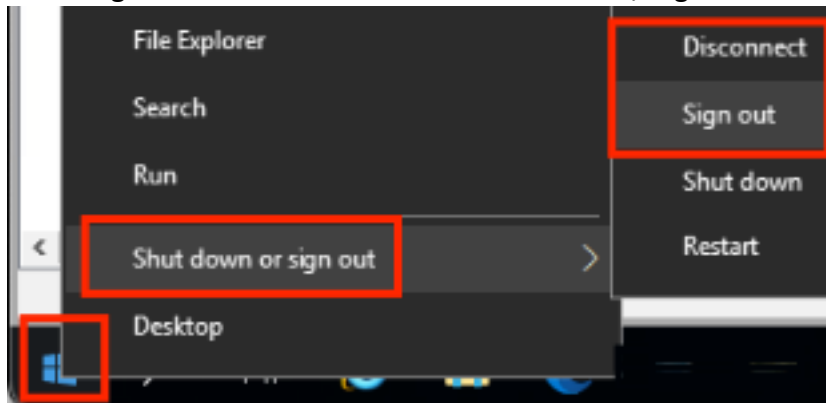 File Explorer
Search
Run
Shut down or sign out
Desktop
Disconnect
Sign out
Shut down
Restart